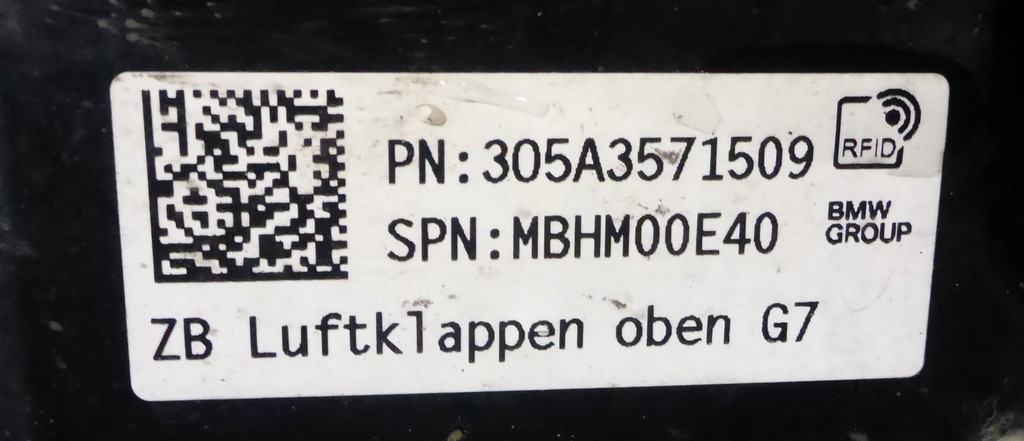 PN:305A3571509
RFID
SPN:MBHM00E40
BMW
GROUP
ZB Luftklappen oben G7